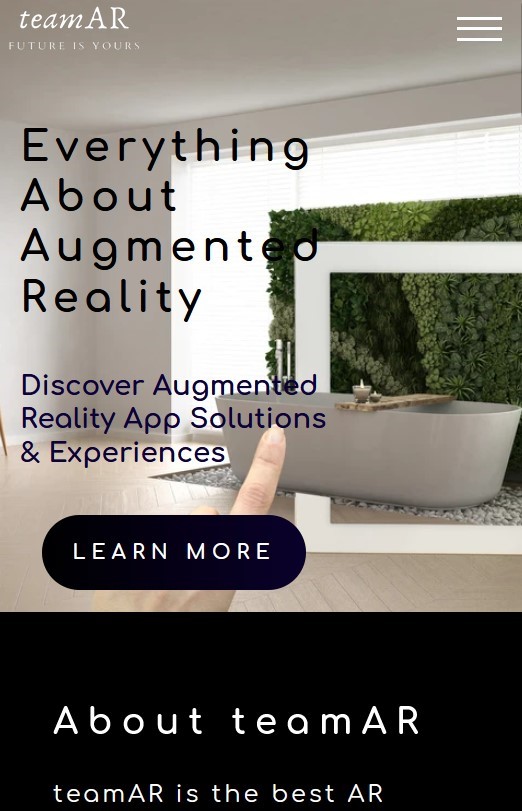 teamAR
FUTURE IS YOURS
Everything
About
Augmented
Reality
Discover Augmented
Reality App Solutions
& Experiences
LEARN MORE
About teamAR
teamAR is the best AR